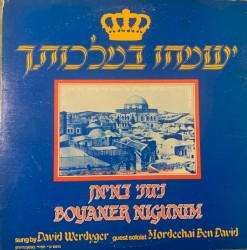 ישמחו במלכותך
ניגוני באיאן
BOYANER NIGUNIM
sung by David Werdyger guest soloist Mordechai Ben David